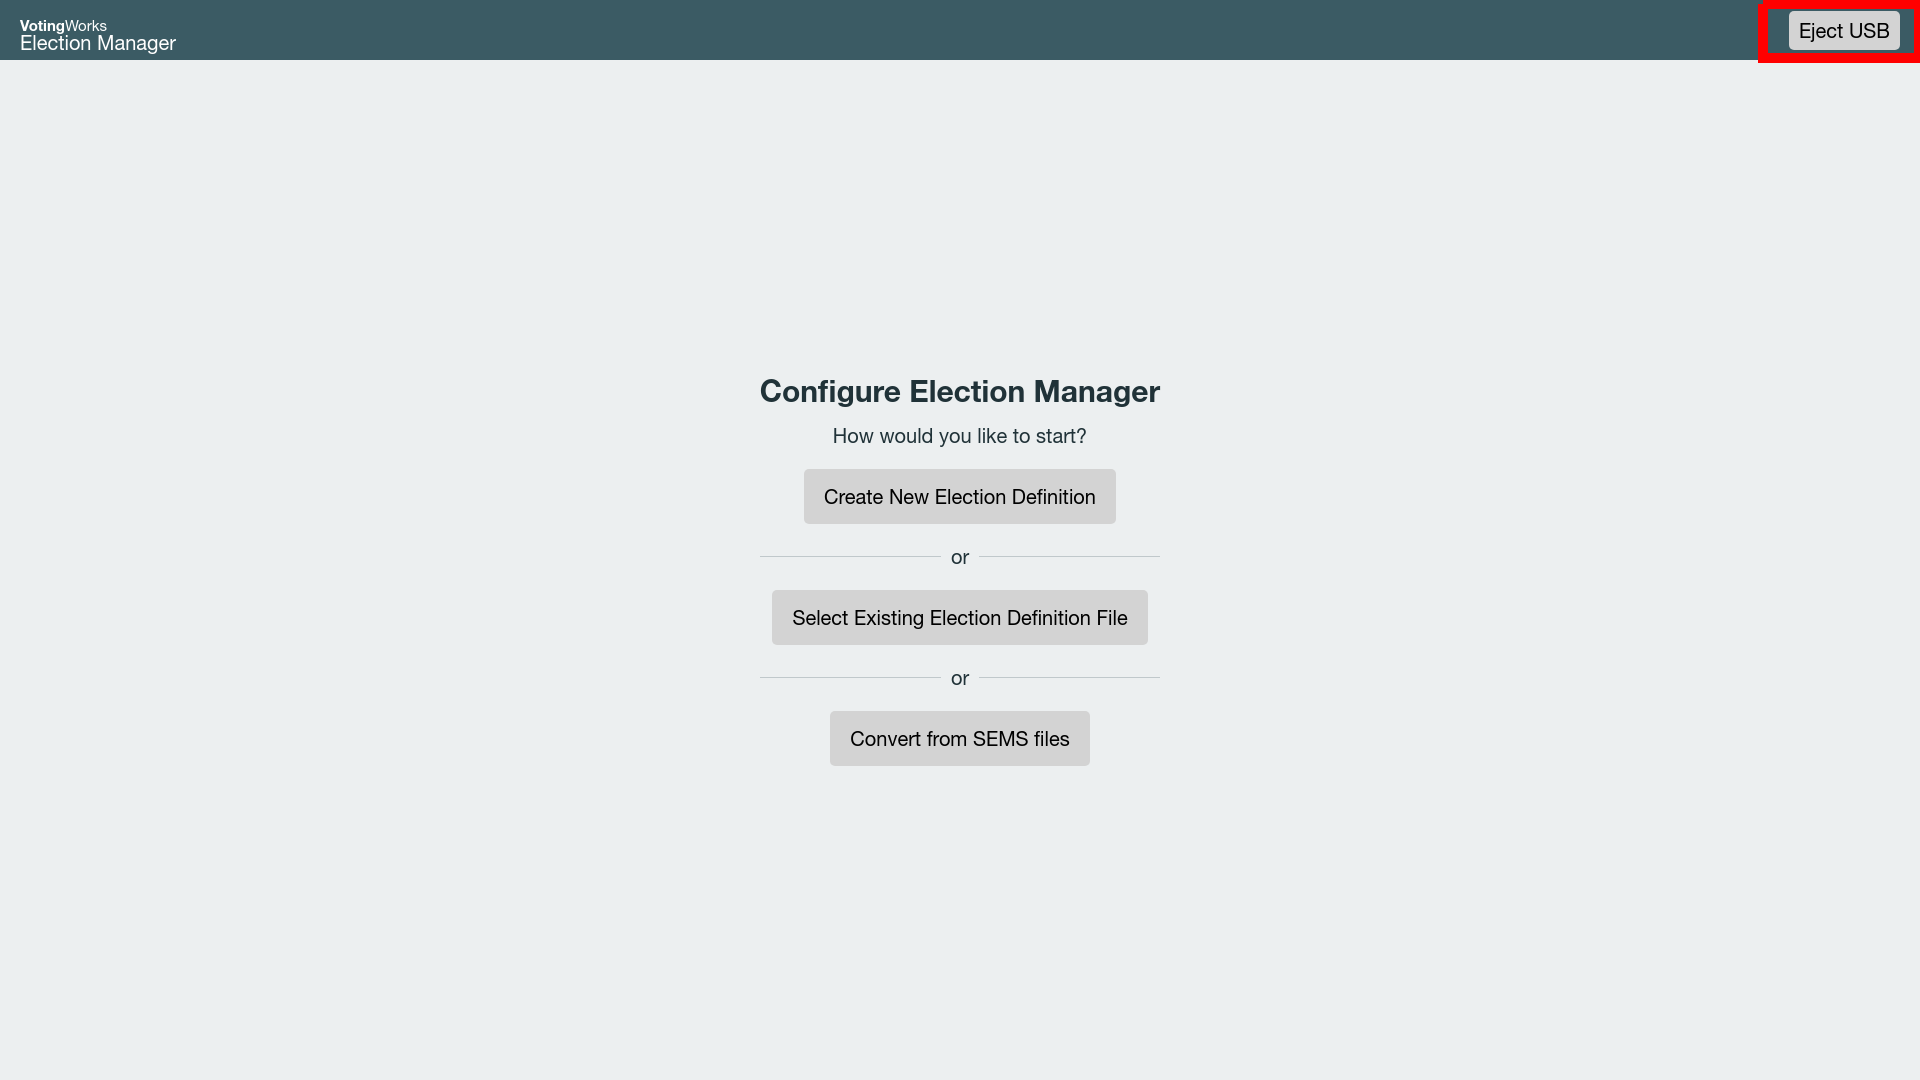 VotingWorks
Election Manager
Eject USB
Configure Election Manager
How would you like to start?
Create New Election Definition
or
Select Existing Election Definition File
or
Convert from SEMS files